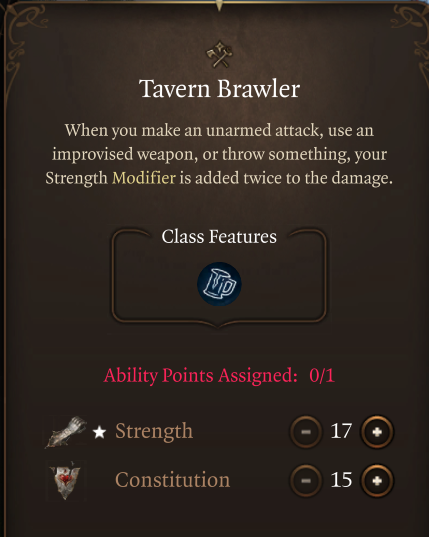 Tavern Brawler
When you make an unarmed attack, use an
improvised weapon, or throw something, your
Strength Modifier is added twice to the damage.
Class Features
Ability Points Assigned: 0/1
Strength 17
Constitution 15